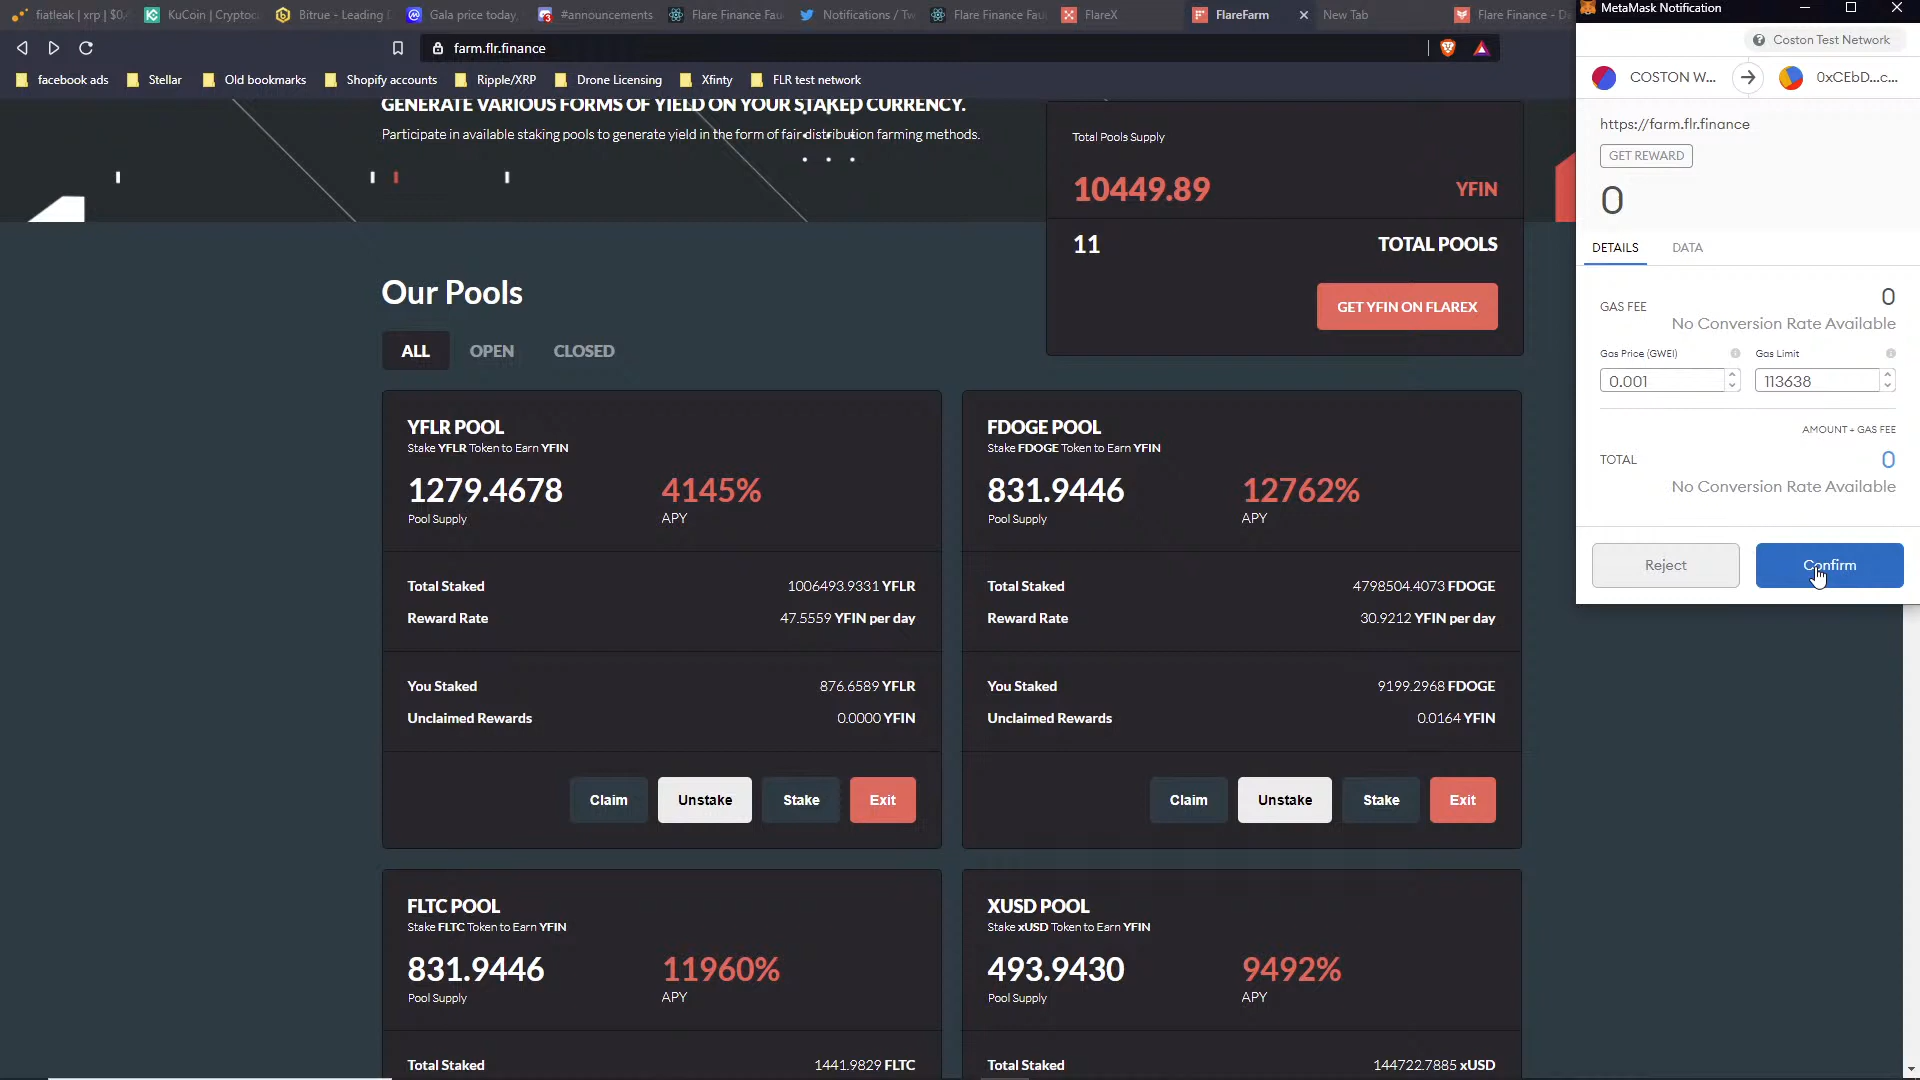 fiatleak | xrp | $0.
KuCoin | Cryptoc
Bitrue - Leading
Gala price today,
#announcements
Flare Finance Fau
Notifications / Tw
Flare Finance Fau
FlareX
FlareFarm
New Tab
Flare Finance - D
farm.flr.finance
facebook ads
Stellar
Old bookmarks
Shopify accounts
Ripple/XRP
Drone Licensing
Xfinty
FLR test network
GENERATE VARIOUS FORMS OF YIELD ON YOUR STAKED CURRENCY.
Participate in available staking pools to generate yield in the form of fair distribution farming methods.
Total Pools Supply
10449.89 YFIN
11 TOTAL POOLS
GET YFIN ON FLAREX
Our Pools
ALL OPEN CLOSED
YFLR POOL
Stake YFLR Token to Earn YFIN
1279.4678 4145%
Pool Supply APY
Total Staked 1006493.9331 YFLR
Reward Rate 47.5559 YFIN per day
You Staked 876.6589 YFLR
Unclaimed Rewards 0.0000 YFIN
Claim Unstake Stake Exit
FDOGE POOL
Stake FDOGE Token to Earn YFIN
831.9446 12762%
Pool Supply APY
Total Staked 4798504.4073 FDOGE
Reward Rate 30.9212 YFIN per day
You Staked 9199.2968 FDOGE
Unclaimed Rewards 0.0164 YFIN
Claim Unstake Stake Exit
FLTC POOL
Stake FLTC Token to Earn YFIN
831.9446 11960%
Pool Supply APY
Total Staked 1441.9829 FLTC
XUSD POOL
Stake xUSD Token to Earn YFIN
493.9430 9492%
Pool Supply APY
Total Staked 144722.7885 xUSD
MetaMask Notification
Coston Test Network
COSTON W... 0xCEbD...c...
https://farm.flr.finance
GET REWARD
0
DETAILS DATA
GAS FEE 0
No Conversion Rate Available
Gas Price (GWEI) Gas Limit
0.001 113638
AMOUNT + GAS FEE
TOTAL 0
No Conversion Rate Available
Reject Confirm